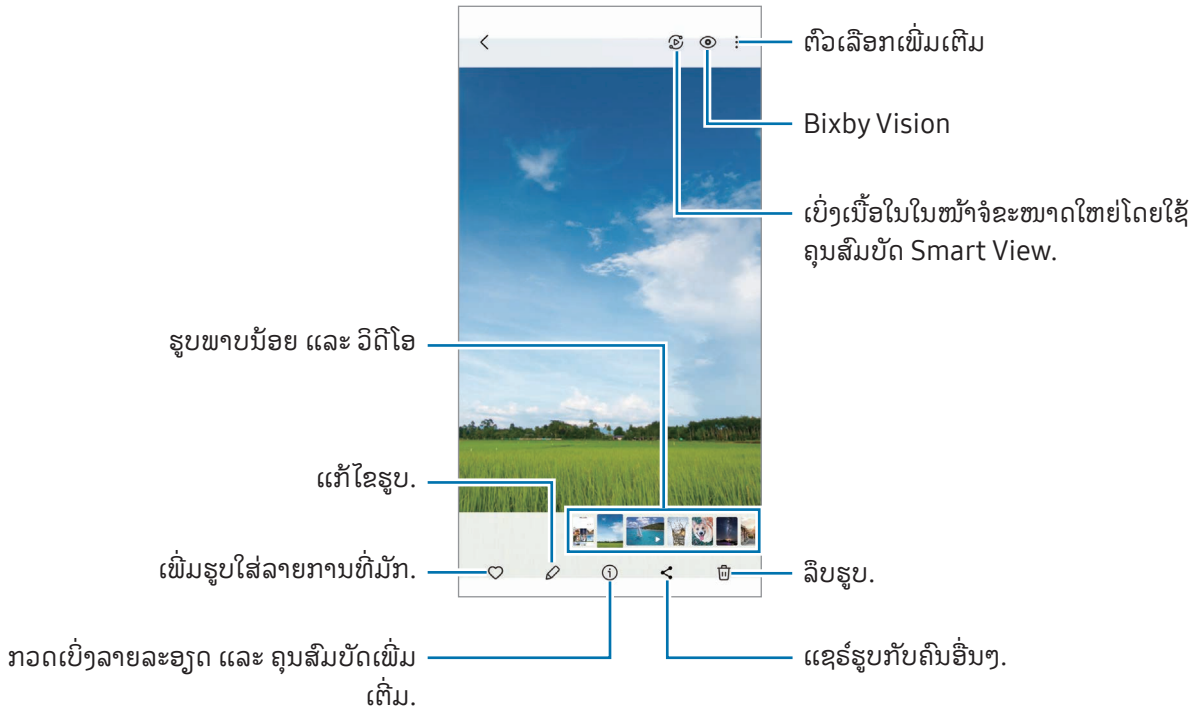 ຕົວເລືອກເພີ່ມເຕີມ
Bixby Vision
ເບິ່ງເນື້ອໃນໃນໜ້າຈໍຂະໜາດໃຫຍ່ໂດຍໃຊ້
ຄຸນສົມບັດ Smart View.
ຮູບພາບນ້ອຍ ແລະ ວິດີໂອ
ແກ້ໄຂຮູບ.
ເພີ່ມຮູບໃສ່ລາຍການທີ່ມັກ.
ລຶບຮູບ.
ກວດເບິ່ງລາຍລະອຽດ ແລະ ຄຸນສົມບັດເພີ່ມ
ເຕີ່ມ.
ແຊຣ໌ຮູບກັບຄົນອື່ນໆ.